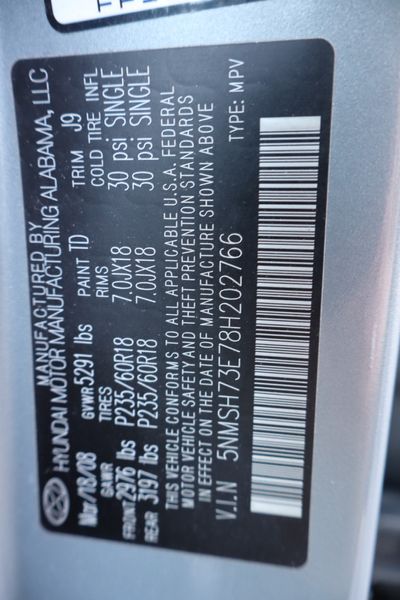 MANUFACTURED BY
HYUNDAI MOTOR MANUFACTURING ALABAMA, LLC
Mar/18/08 GVWR 5291 lbs PAINT TD TRIM J9
GAWR TIRES RIMS COLD TIRE INFL
FRONT 2976 lbs P235/60R18 7.0JX18 30 psi SINGLE
REAR 3197 lbs P235/60R18 7.0JX18 30 psi SINGLE
THIS VEHICLE CONFORMS TO ALL APPLICABLE U.S.A. FEDERAL
MOTOR VEHICLE SAFETY AND THEFT PREVENTION STANDARDS
IN EFFECT ON THE DATE OF MANUFACTURE SHOWN ABOVE
V.I.N 5NMSH73E78H202766 TYPE: MPV